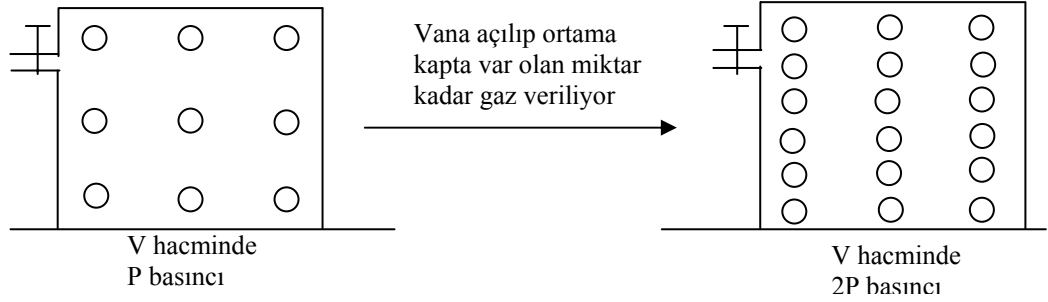 Vana açılıp ortama
kapta var olan miktar
kadar gaz veriliyor
V hacminde
P basıncı
V hacminde
2P basıncı